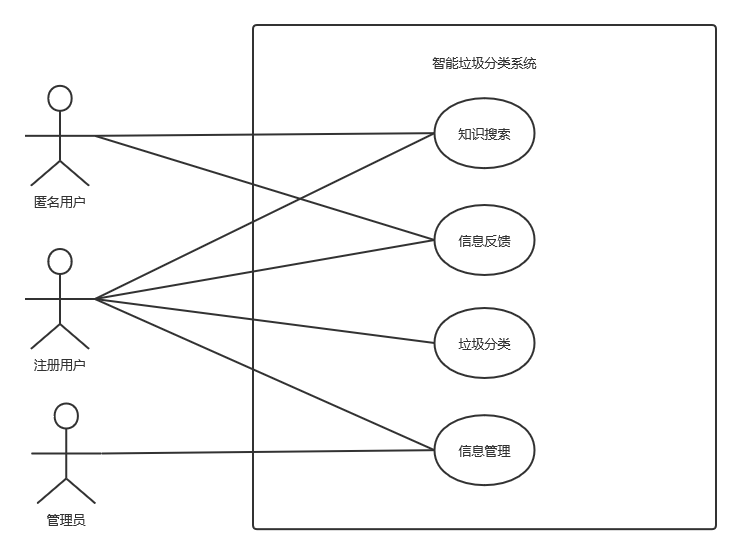 智能垃圾分类系统
知识搜索
匿名用户
信息反馈
垃圾分类
注册用户
信息管理
管理员